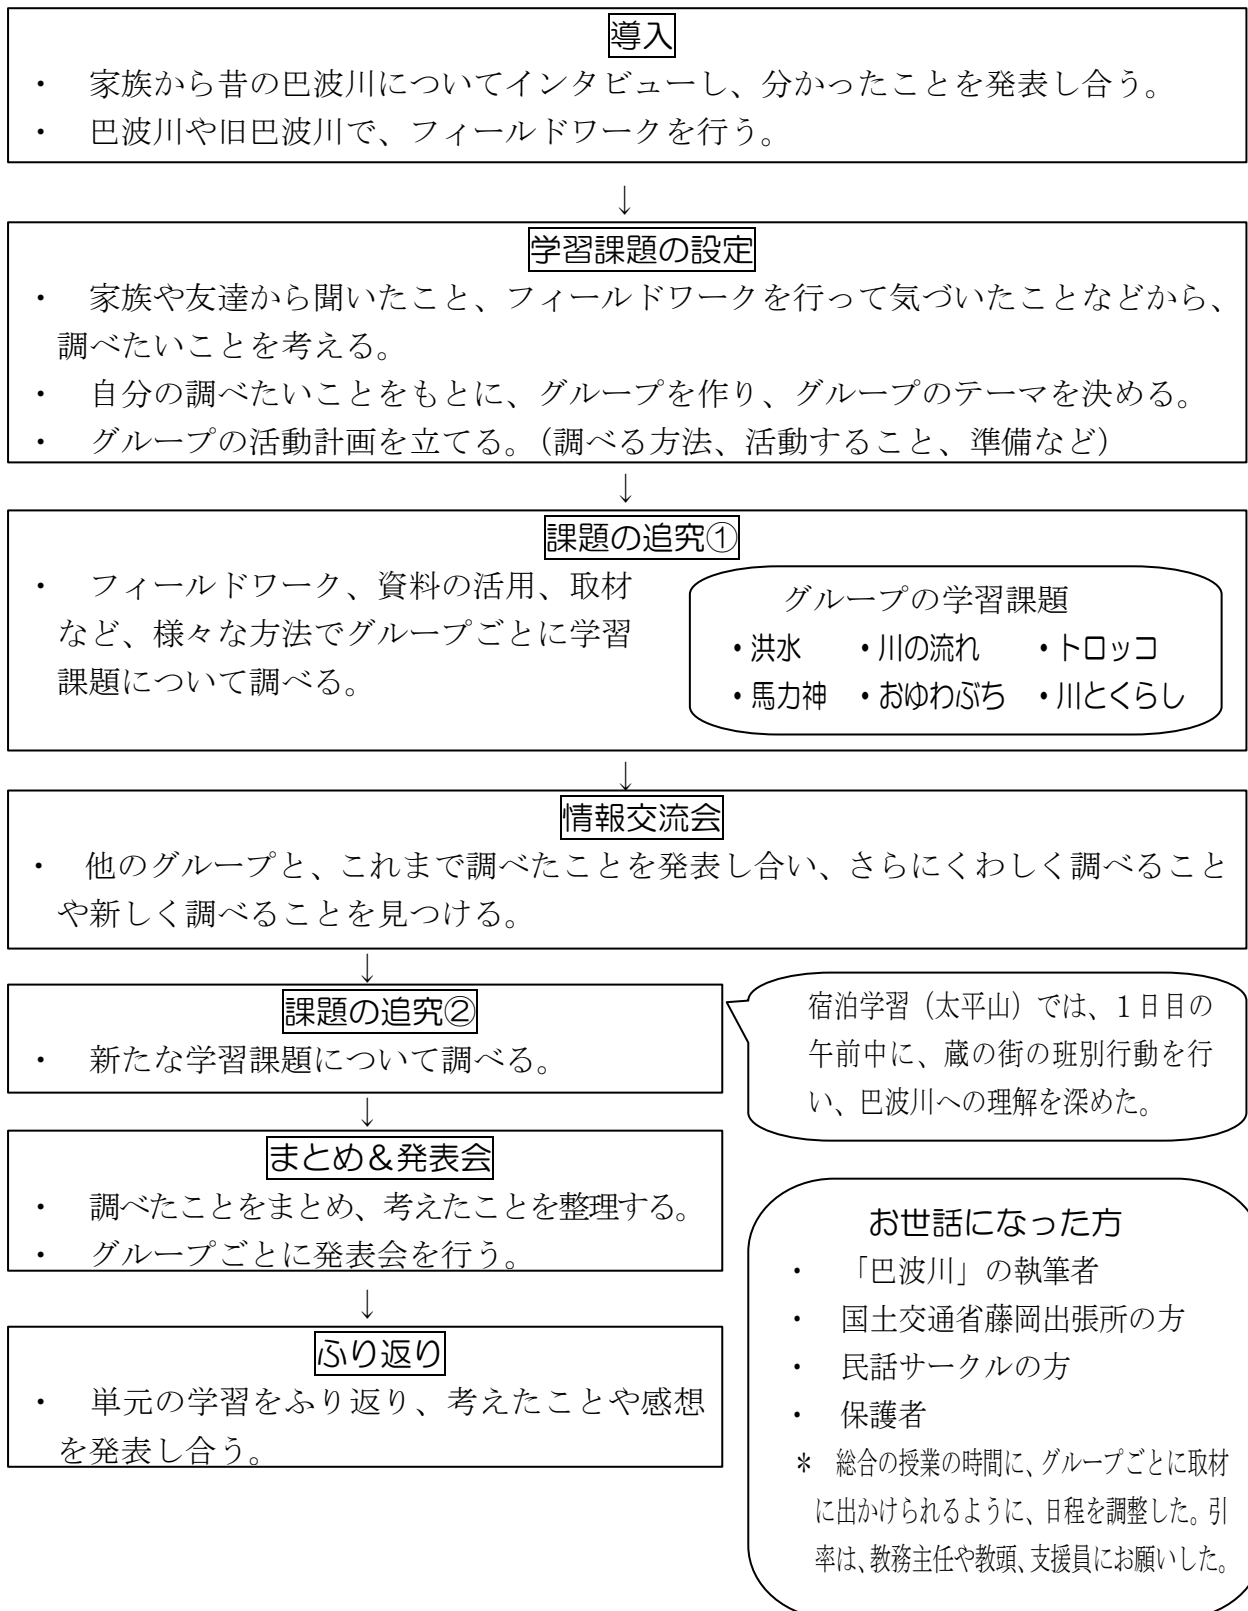 導入
・　家族から昔の巴波川についてインタビューし、分かったことを発表し合う。
・　巴波川や旧巴波川で、フィールドワークを行う。
↓
学習課題の設定
・　家族や友達から聞いたこと、フィールドワークを行って気づいたことなどから、
調べたいことを考える。
・　自分の調べたいことをもとに、グループを作り、グループのテーマを決める。
・　グループの活動計画を立てる。（調べる方法、活動すること、準備など）
↓
課題の追究①
・　フィールドワーク、資料の活用、取材
など、様々な方法でグループごとに学習
課題について調べる。
グループの学習課題
・洪水　・川の流れ　・トロッコ
・馬力神　・おゆわぶち　・川とくらし
↓
情報交流会
・　他のグループと、これまで調べたことを発表し合い、さらにくわしく調べること
や新しく調べることを見つける。
↓
課題の追究②
・　新たな学習課題について調べる。
宿泊学習（太平山）では、１日目の
午前中に、蔵の街の班別行動を行
い、巴波川への理解を深めた。
↓
まとめ＆発表会
・　調べたことをまとめ、考えたことを整理する。
・　グループごとに発表会を行う。
↓
ふり返り
・　単元の学習をふり返り、考えたことや感想
を発表し合う。
お世話になった方
・　「巴波川」の執筆者
・　国土交通省藤岡出張所の方
・　民話サークルの方
・　保護者
＊　総合の授業の時間に、グループごとに取材
に出かけられるように、日程を調整した。引
率は、教務主任や教頭、支援員にお願いした。